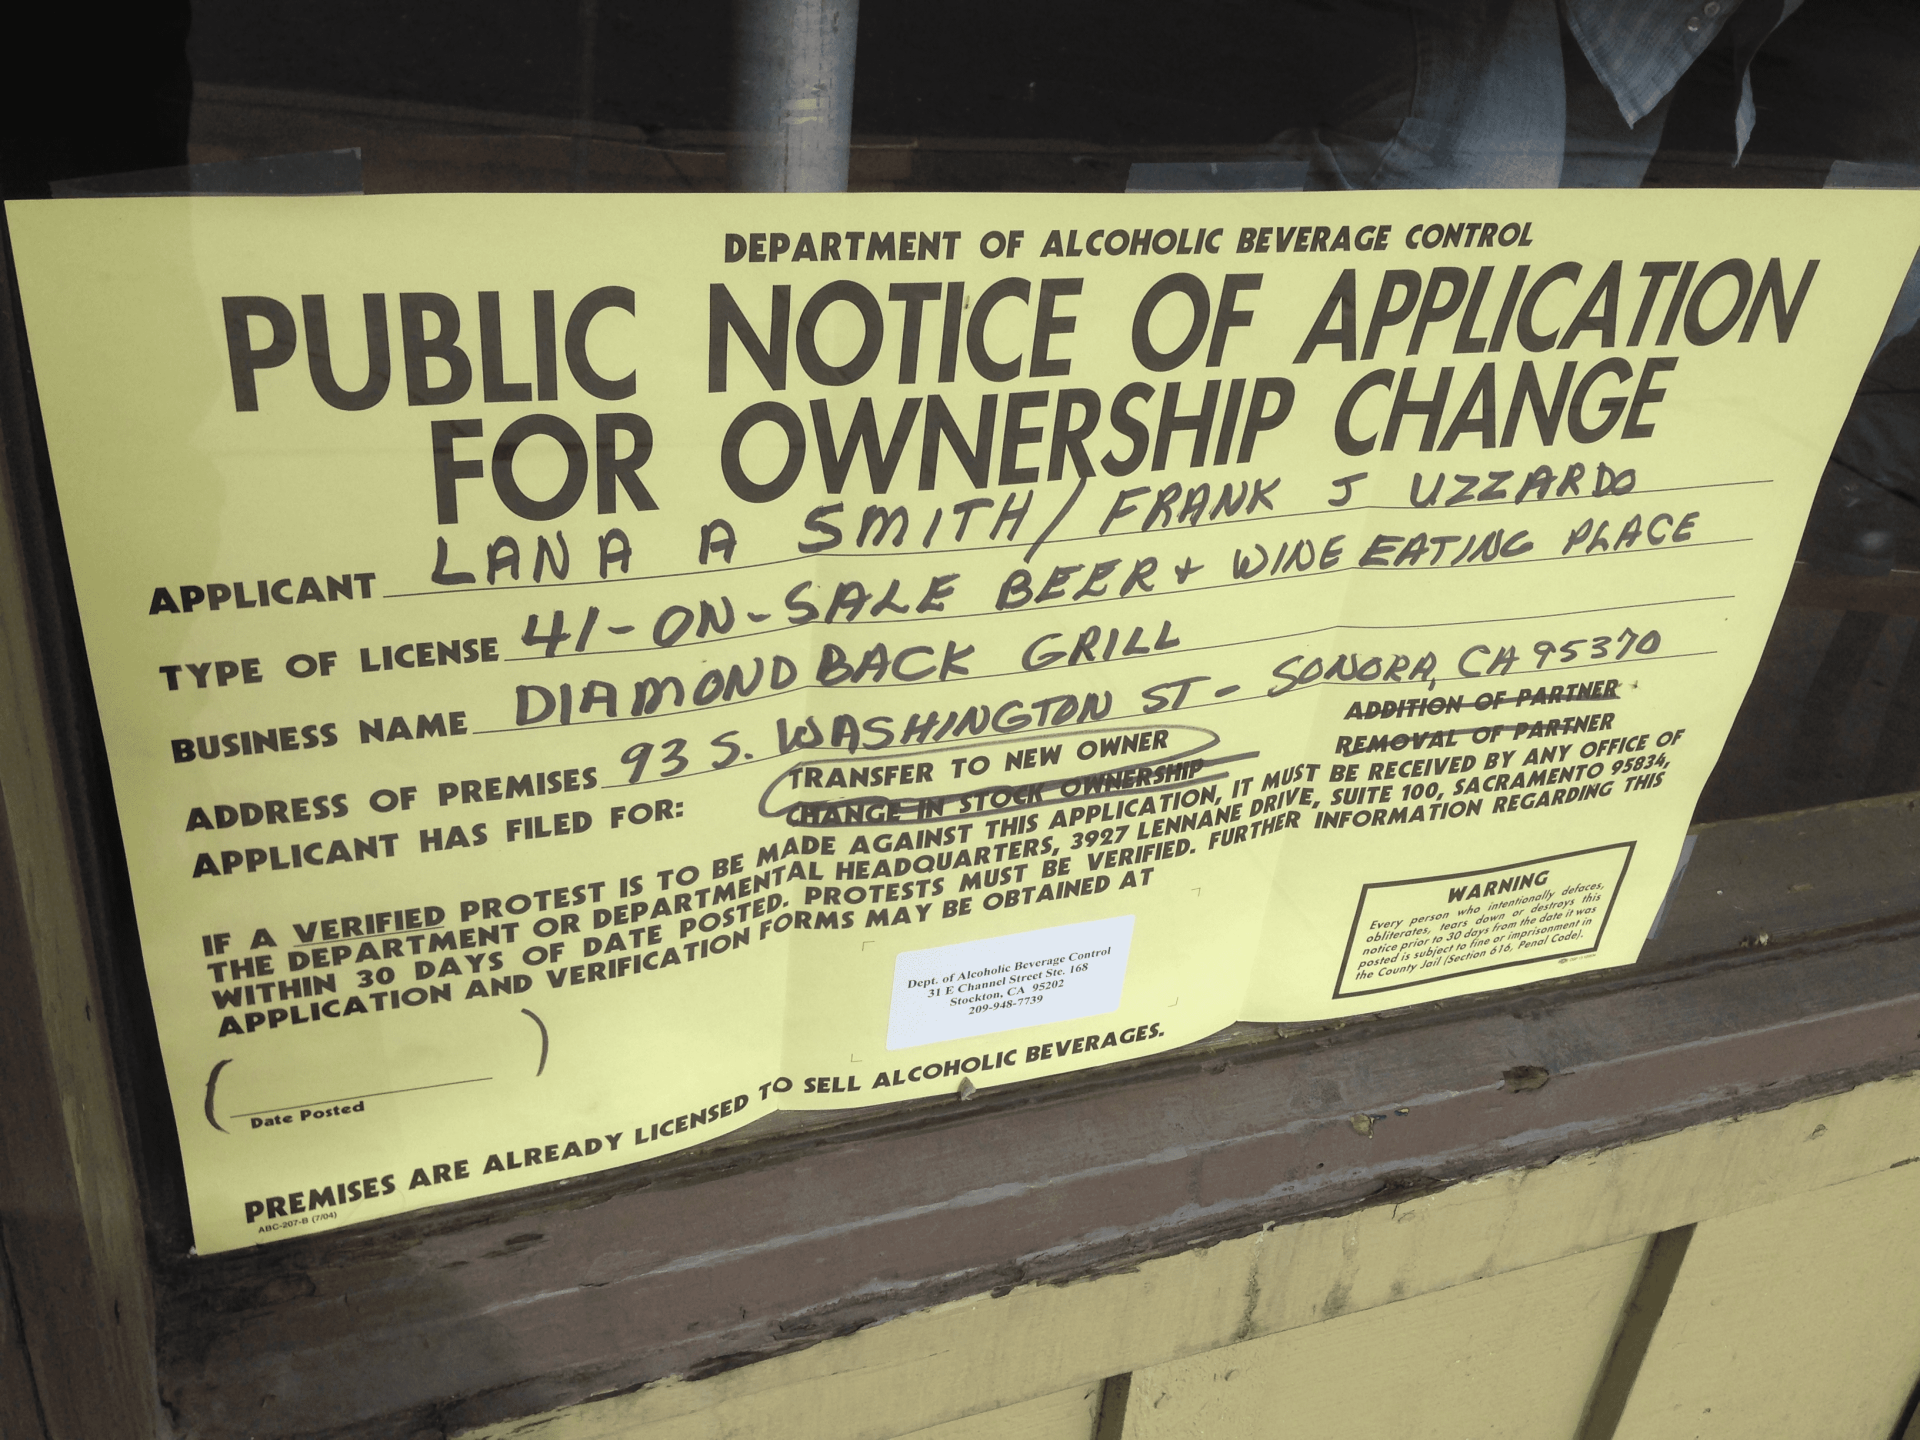 DEPARTMENT OF ALCOHOLIC BEVERAGE CONTROL
PUBLIC NOTICE OF APPLICATION
FOR OWNERSHIP CHANGE
APPLICANT LANA A SMITH/FRANK J UZZARDO
TYPE OF LICENSE 41-ON-SALE BEER + WINE EATING PLACE
BUSINESS NAME DIAMONDBACK GRILL
ADDRESS OF PREMISES 93 S. WASHINGTON ST - SONORA, CA 95370
APPLICANT HAS FILED FOR:
TRANSFER TO NEW OWNER
CHANGE IN STOCK OWNERSHIP
ADDITION OF PARTNER
REMOVAL OF PARTNER
IF A VERIFIED PROTEST IS TO BE MADE AGAINST THIS APPLICATION, IT MUST BE RECEIVED BY ANY OFFICE OF
THE DEPARTMENT OR DEPARTMENTAL HEADQUARTERS, 3927 LENNANE DRIVE, SUITE 100, SACRAMENTO 95834,
WITHIN 30 DAYS OF DATE POSTED. PROTESTS MUST BE VERIFIED. FURTHER INFORMATION REGARDING THIS
APPLICATION AND VERIFICATION FORMS MAY BE OBTAINED AT
Dept. of Alcoholic Beverage Control
31 E Channel Street Ste. 168
Stockton, CA 95202
209-948-7739
WARNING
Every person who intentionally defaces,
obliterates, tears down or destroys this
notice prior to 30 days from the date it was
posted is subject to fine or imprisonment in
the County Jail (Section 616, Penal Code).
( )
Date Posted
PREMISES ARE ALREADY LICENSED TO SELL ALCOHOLIC BEVERAGES.
ABC-207-B (7/04)